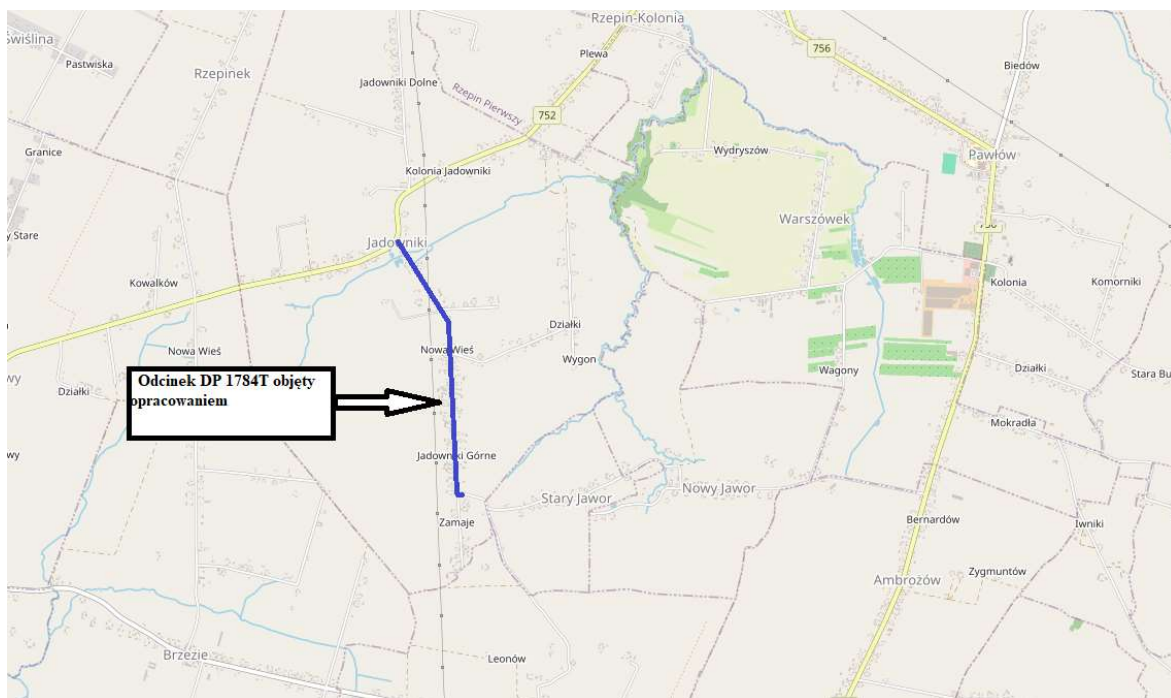 Rzepin-Kolonia
Świślina
Pastwiska
Plewa
756
Biedów
Rzepinek
Jadowniki Dolne
Rzepin Pierwszy
752
Granice
Wydryszów
Pawłów
Kolonia Jadowniki
Warszówek
y Stare
Jadowniki
Kowalków
Kolonia
Komorniki
Działki
Nowa Wieś
Nowa Wieś
Wygon
wy
Działki
Wagony
Działki
Stara Bu
Odcinek DP 1784T objęty
opracowaniem
Mokradła
wy
Jadowniki Górne
Stary Jawor
Nowy Jawor
Zamaje
Bernardów
Iwniki
Zygmuntów
Ambrożów
Brzezie
Leonów